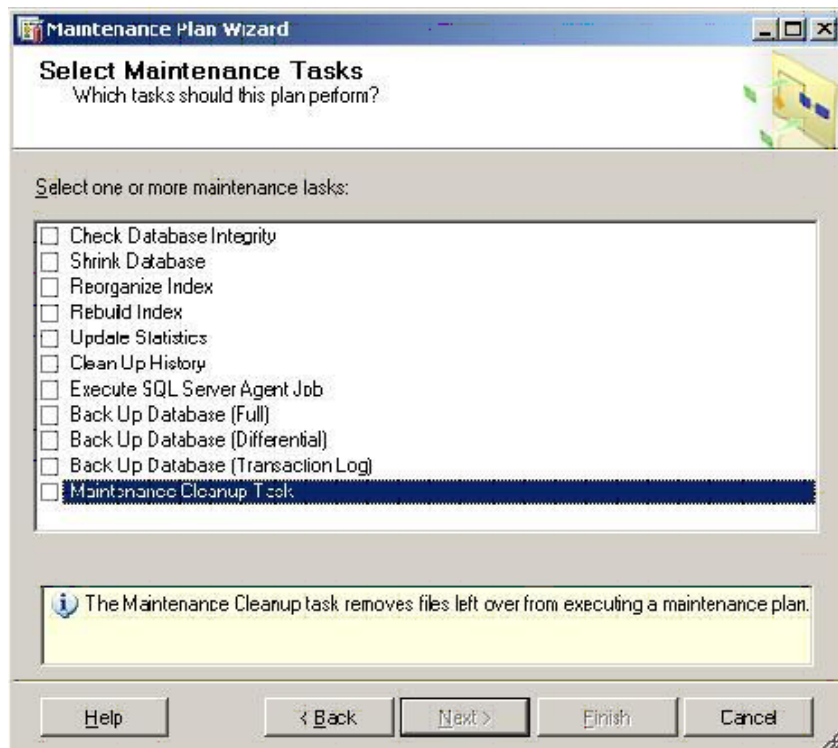 Maintenance Plan Wizard
Select Maintenance Tasks
Which tasks should this plan perform?
Select one or more maintenance tasks:
Check Database Integrity
Shrink Database
Reorganize Index
Rebuild Index
Update Statistics
Clean Up History
Execute SQL Server Agent Job
Back Up Database (Full)
Back Up Database (Differential)
Back Up Database (Transaction Log)
Maintenance Cleanup Task
The Maintenance Cleanup task removes files left over from executing a maintenance plan.
Help
< Back
Next >
Finish
Cancel